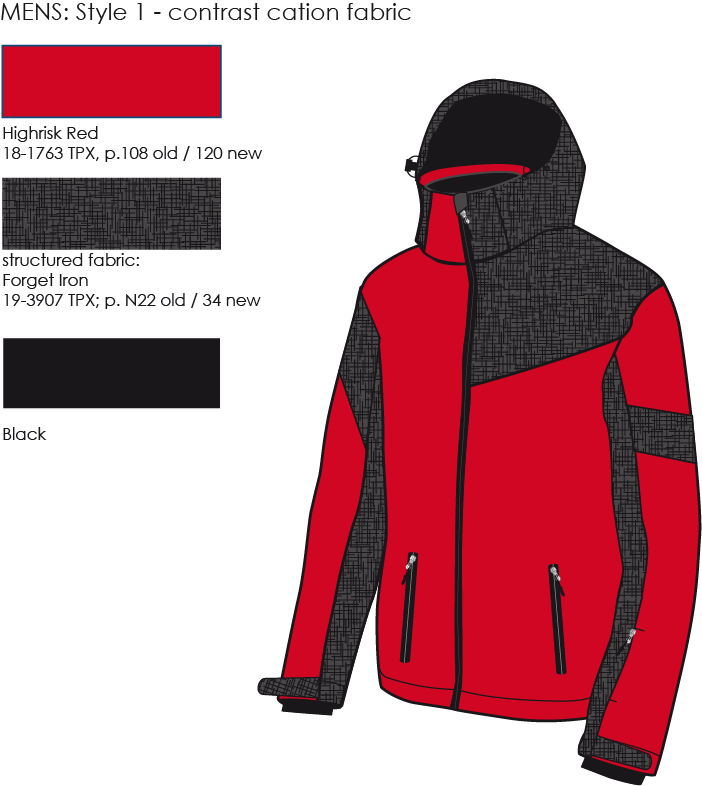 MENS: Style 1 - contrast cation fabric
Highrisk Red
18-1763 TPX, p.108 old / 120 new
structured fabric:
Forget Iron
19-3907 TPX; p. N22 old / 34 new
Black